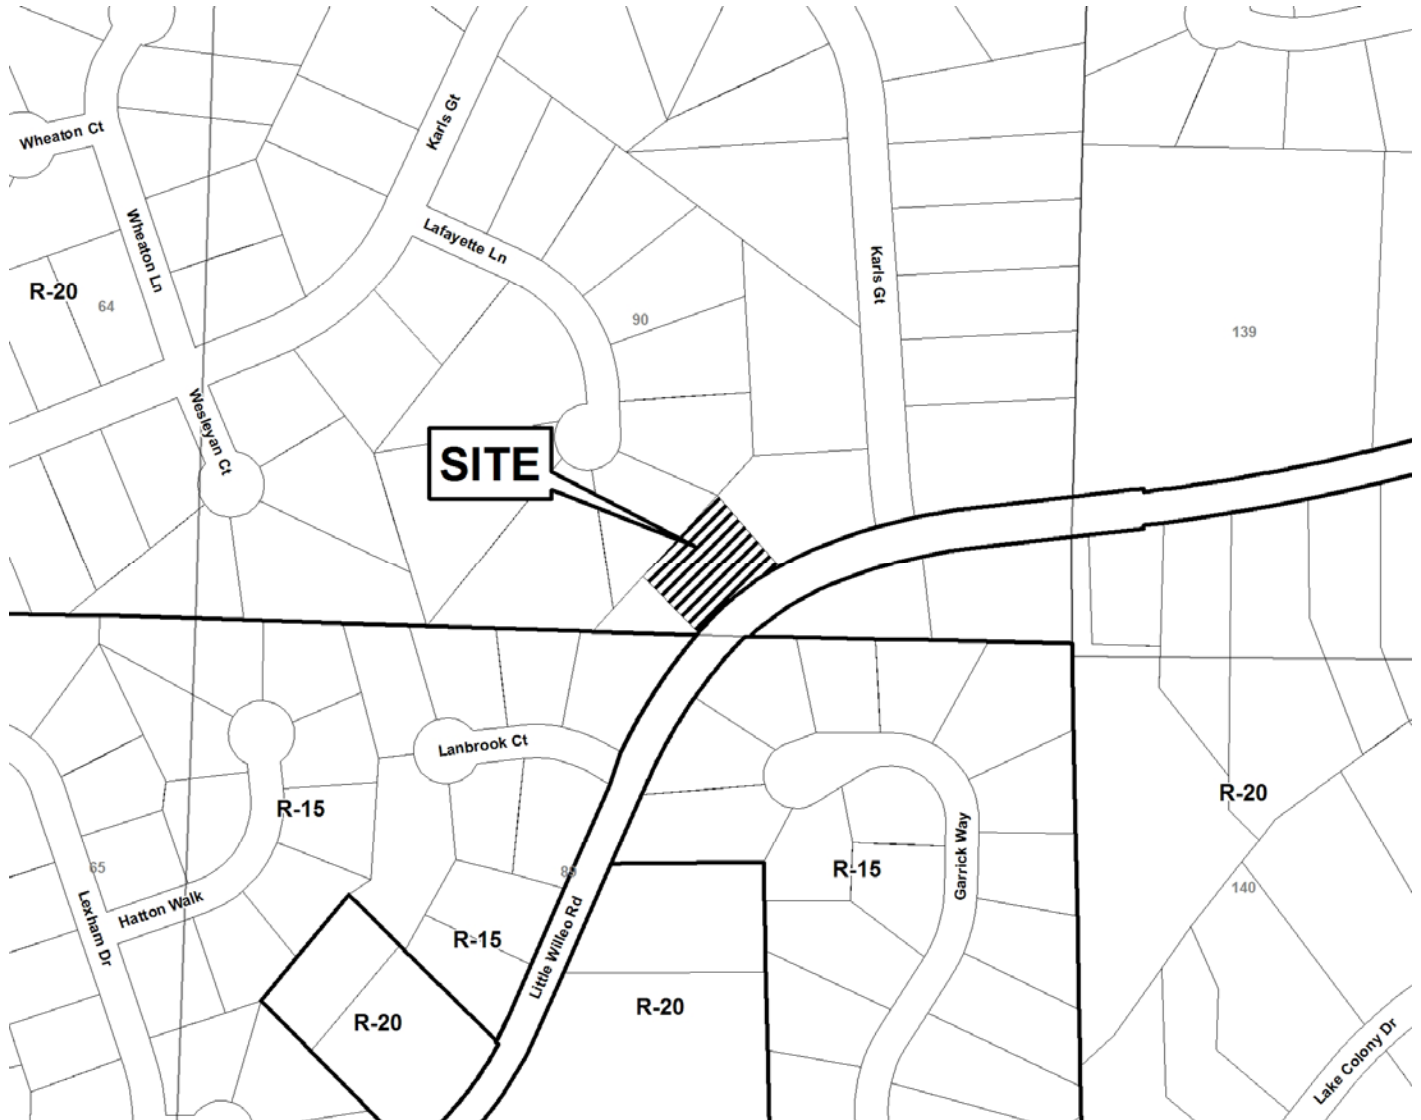 Wheaton Ct
Karls Gt
Wheaton Ln
Lafayette Ln
Karls Gt
R-20
64
90
139
Wesleyan Ct
SITE
Lanbrook Ct
R-15
R-20
65
Hatton Walk
Lexham Dr
R-15
Garrick Way
140
R-15
Little Willeo Rd
R-20
R-20
Lake Colony Dr